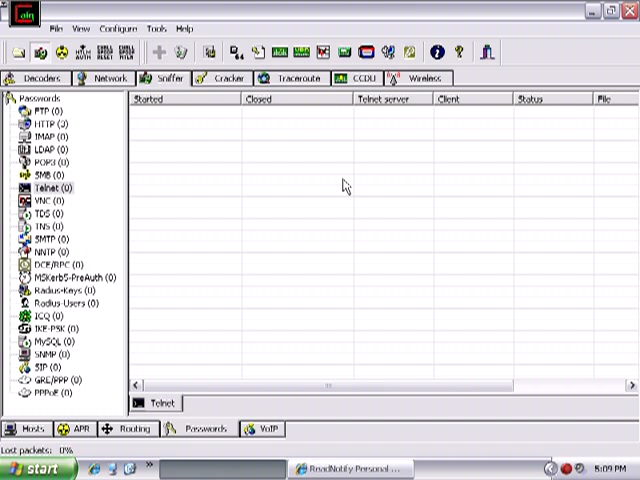 Cain
File View Configure Tools Help
Decoders Network Sniffer Cracker Traceroute CCDU Wireless
Passwords
FTP (0)
HTTP (3)
IMAP (0)
LDAP (0)
POP3 (0)
SMB (0)
Telnet (0)
VNC (0)
TDS (0)
TNS (0)
SMTP (0)
NNTP (0)
DCE/RPC (0)
MSKerb5-PreAuth (0)
Radius-Keys (0)
Radius-Users (0)
ICQ (0)
IKE-PSK (0)
MySQL (0)
SNMP (0)
SIP (0)
GRE/PPP (0)
PPPoE (0)
Started Closed Telnet server Client Status File
Telnet
Hosts APR Routing Passwords VoIP
Lost packets: 0%
start ReadNotify Personal ... 5:09 PM